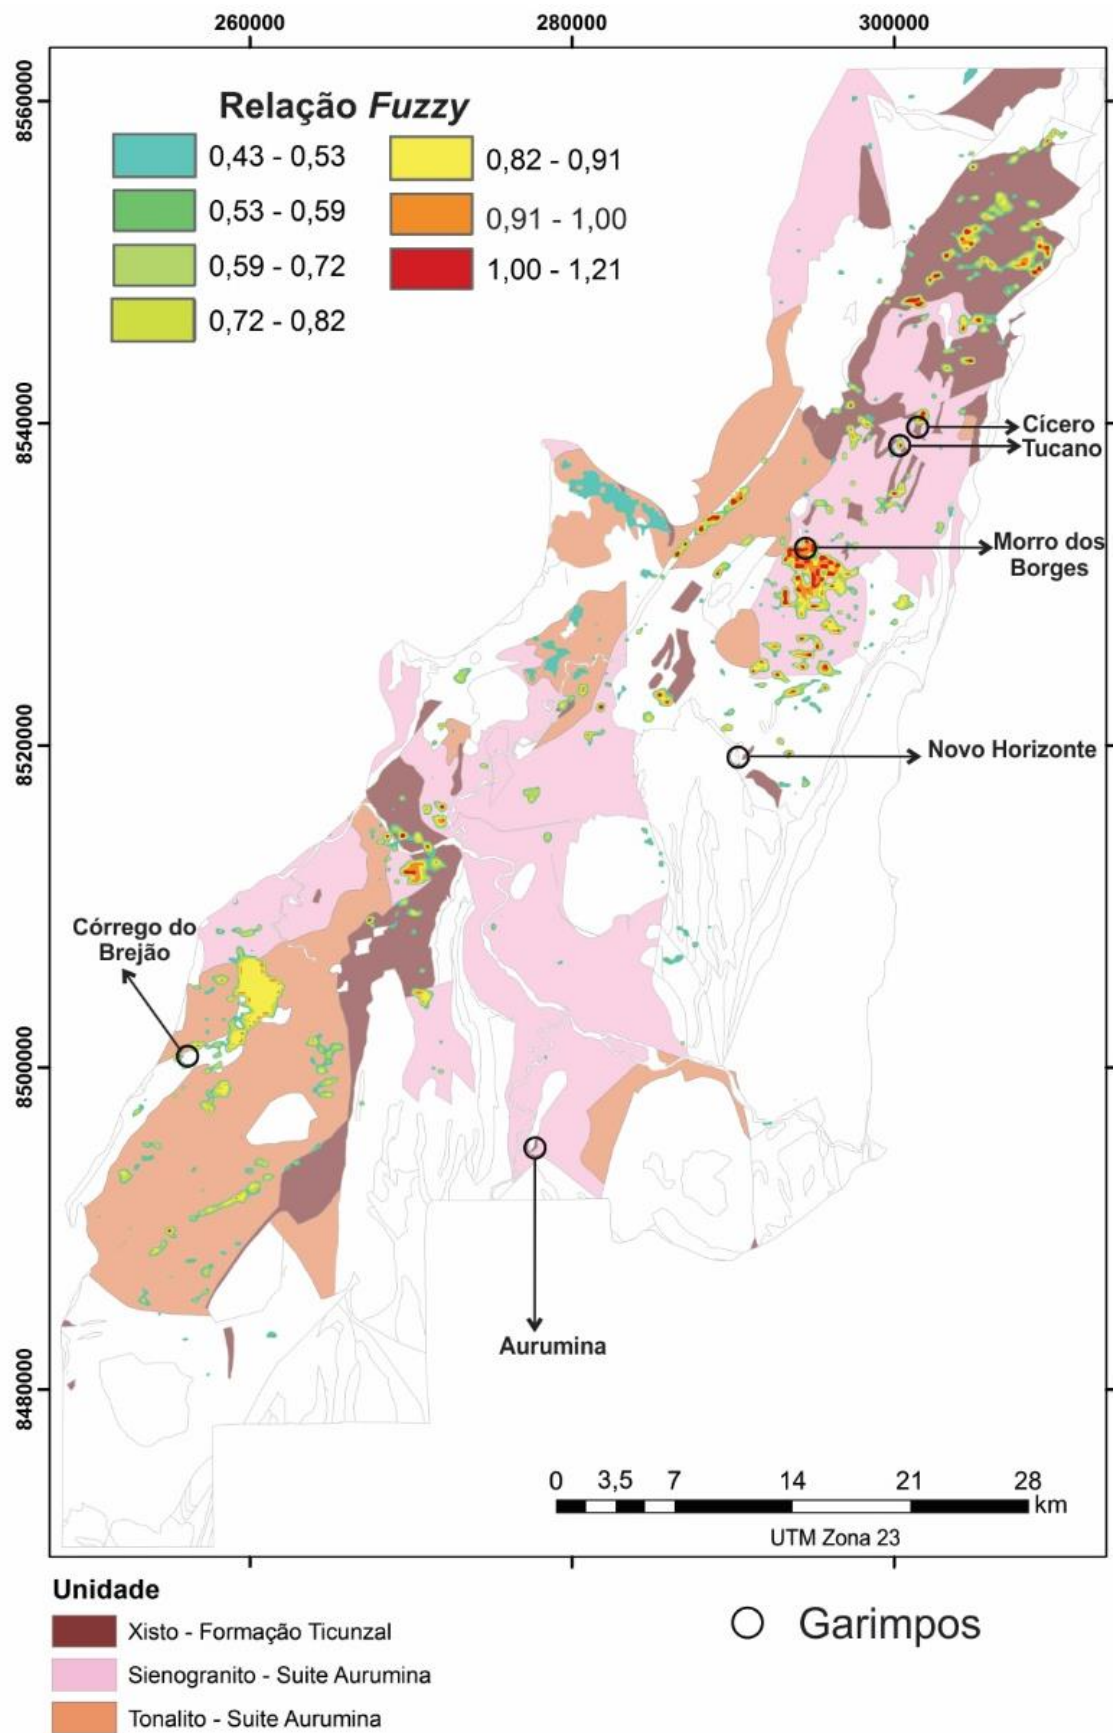 260000
280000
300000
8560000
8540000
8520000
8500000
8480000
Relação Fuzzy
0,43 - 0,53
0,53 - 0,59
0,59 - 0,72
0,72 - 0,82
0,82 - 0,91
0,91 - 1,00
1,00 - 1,21
Cícero
Tucano
Morro dos
Borges
Novo Horizonte
Córrego do
Brejão
Aurumina
0 3,5 7 14 21 28
km
UTM Zona 23
Unidade
Xisto - Formação Ticunzal
Sienogranito - Suite Aurumina
Tonalito - Suite Aurumina
Garimpos